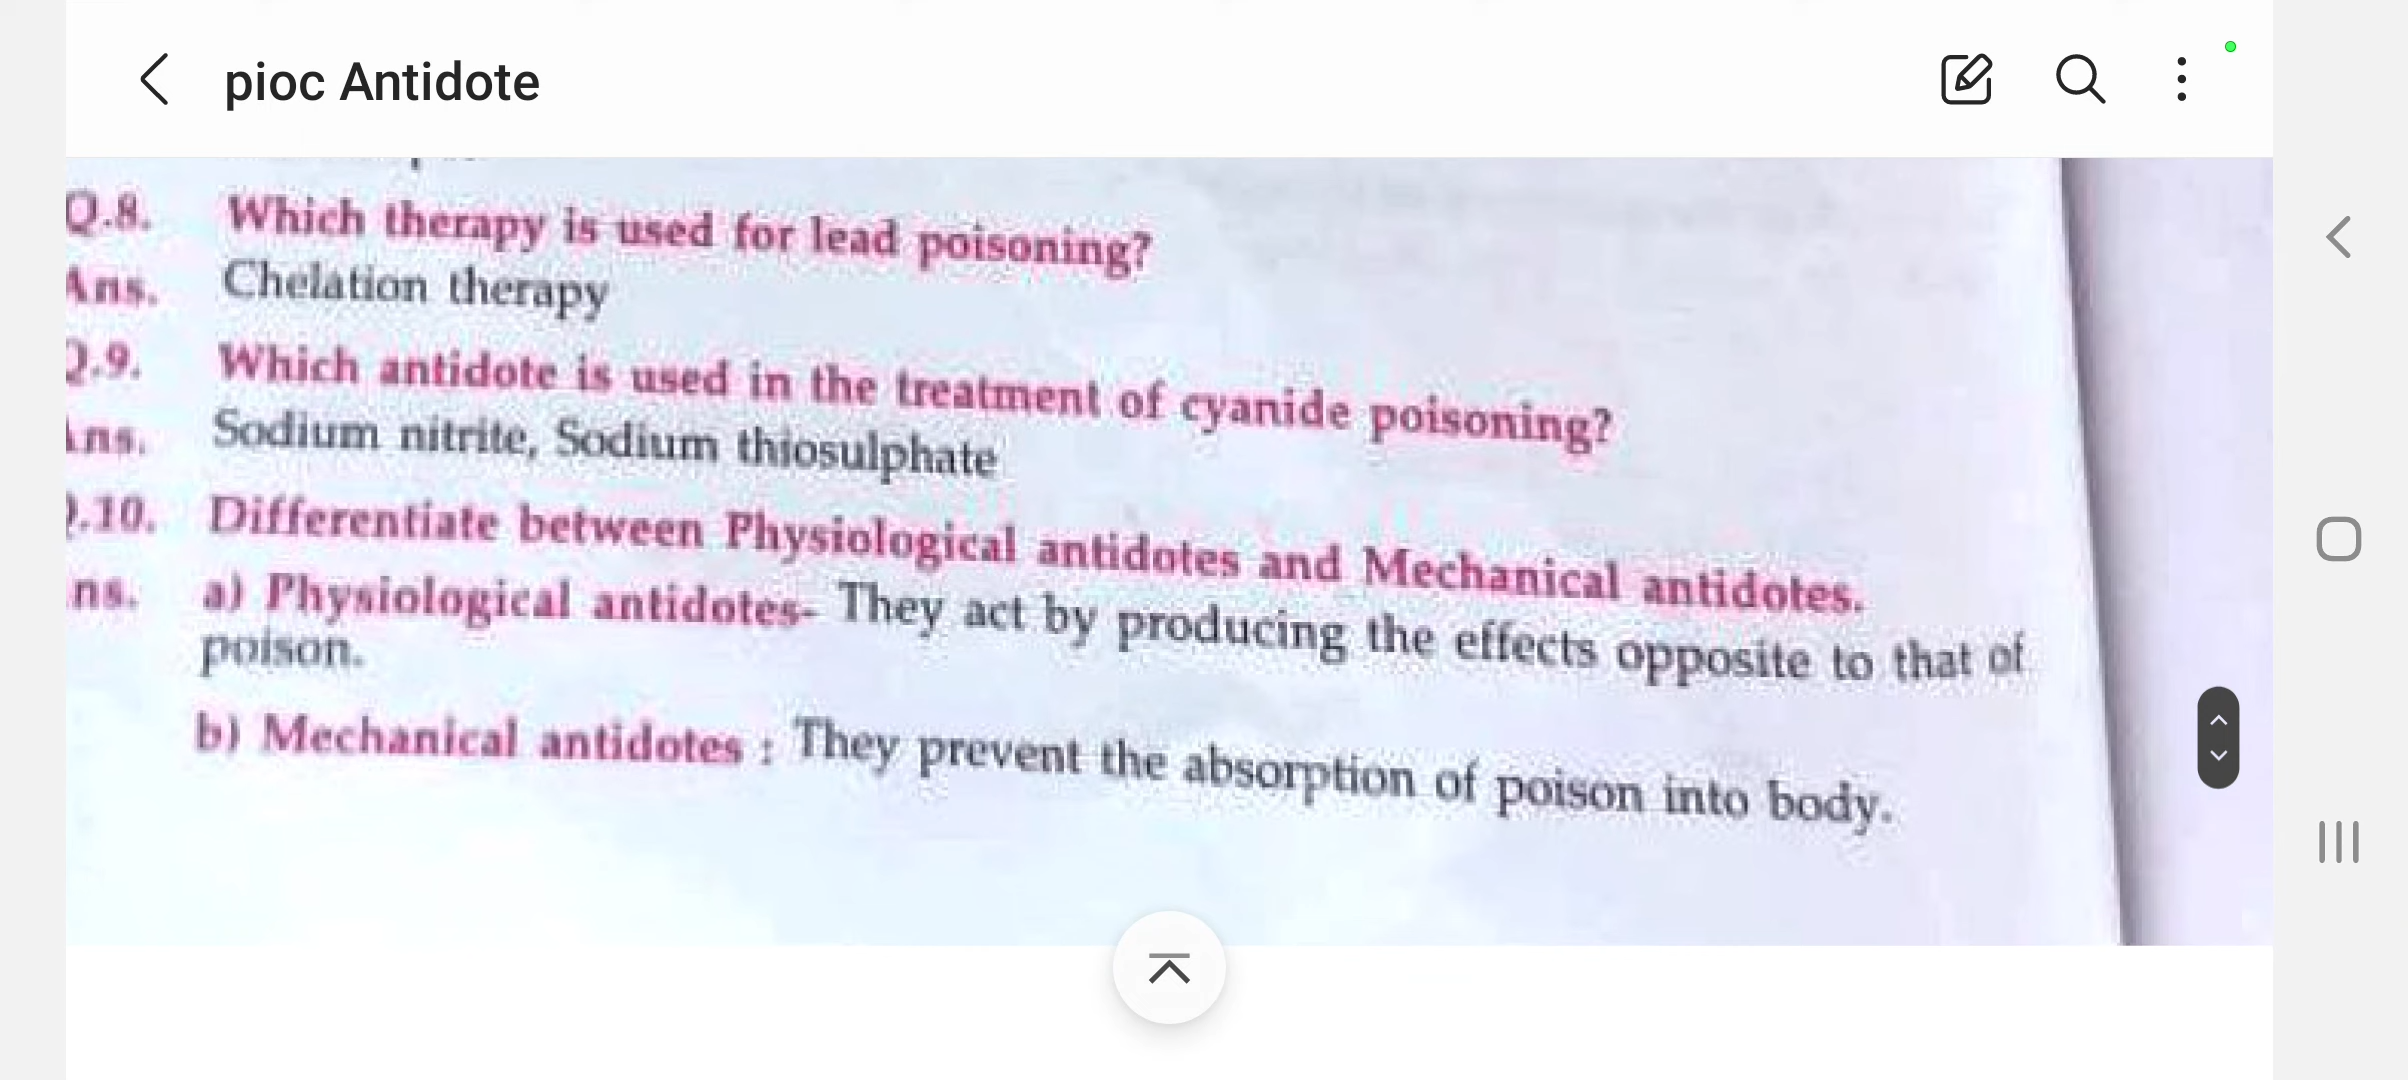 pioc Antidote
Q.8. Which therapy is used for lead poisoning?
Ans. Chelation therapy
Q.9. Which antidote is used in the treatment of cyanide poisoning?
Ans. Sodium nitrite, Sodium thiosulphate
Q.10. Differentiate between Physiological antidotes and Mechanical antidotes.
ns. a) Physiological antidotes- They act by producing the effects opposite to that of
poison.
b) Mechanical antidotes : They prevent the absorption of poison into body.